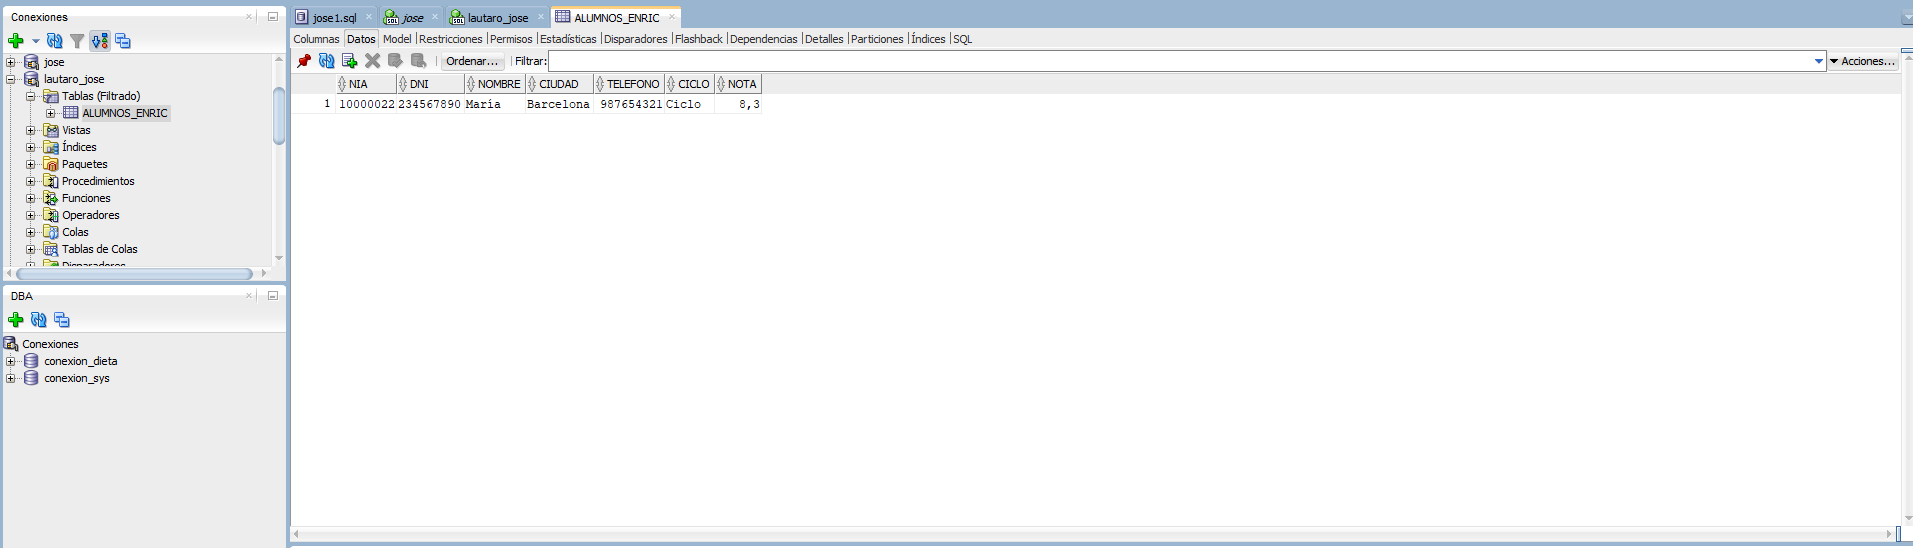 Conexiones
jose
lautaro_jose
Tablas (Filtrado)
ALUMNOS_ENRIC
Vistas
Índices
Paquetes
Procedimientos
Funciones
Operadores
Colas
Tablas de Colas
Disparadores
DBA
Conexiones
conexion_dieta
conexion_sys
jose1.sql jose lautaro_jose ALUMNOS_ENRIC
Columnas Datos Model Restricciones Permisos Estadísticas Disparadores Flashback Dependencias Detalles Particiones Índices SQL
Ordenar... Filtrar: Acciones...
NIA DNI NOMBRE CIUDAD TELEFONO CICLO NOTA
1 10000022 234567890 María Barcelona 987654321 Ciclo 8,3